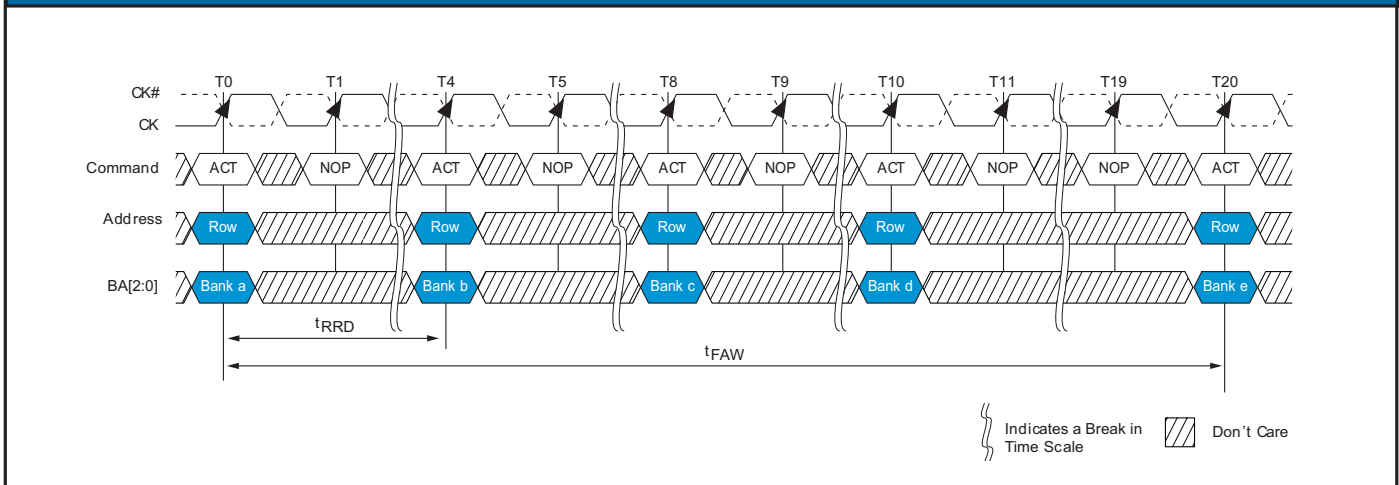 T0 T1 T4 T5 T8 T9 T10 T11 T19 T20
CK#
CK
Command ACT NOP ACT NOP ACT NOP ACT NOP NOP ACT
Address Row Row Row Row Row
BA[2:0] Bank a Bank b Bank c Bank d Bank e
tRRD
tFAW
Indicates a Break in
Time Scale
Don't Care